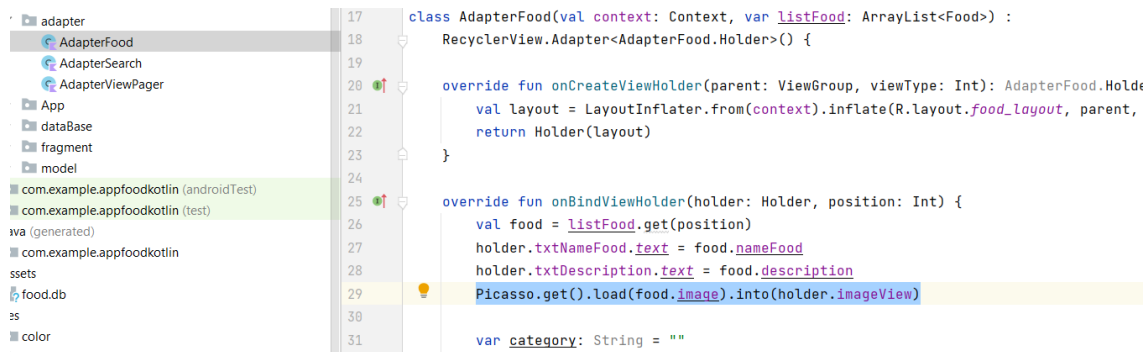 adapter
AdapterFood
AdapterSearch
AdapterViewPager
App
dataBase
fragment
model
com.example.appfoodkotlin (androidTest)
com.example.appfoodkotlin (test)
ava (generated)
com.example.appfoodkotlin
ssets
food.db
es
color
17 class AdapterFood(val context: Context, var listFood: ArrayList<Food>) :
18 RecyclerView.Adapter<AdapterFood.Holder>() {
19
20 override fun onCreateViewHolder(parent: ViewGroup, viewType: Int): AdapterFood.Holde
21 val layout = LayoutInflater.from(context).inflate(R.layout.food_layout, parent,
22 return Holder(layout)
23 }
24
25 override fun onBindViewHolder(holder: Holder, position: Int) {
26 val food = listFood.get(position)
27 holder.txtNameFood.text = food.nameFood
28 holder.txtDescription.text = food.description
29 Picasso.get().load(food.image).into(holder.imageView)
30
31 var category: String = ""